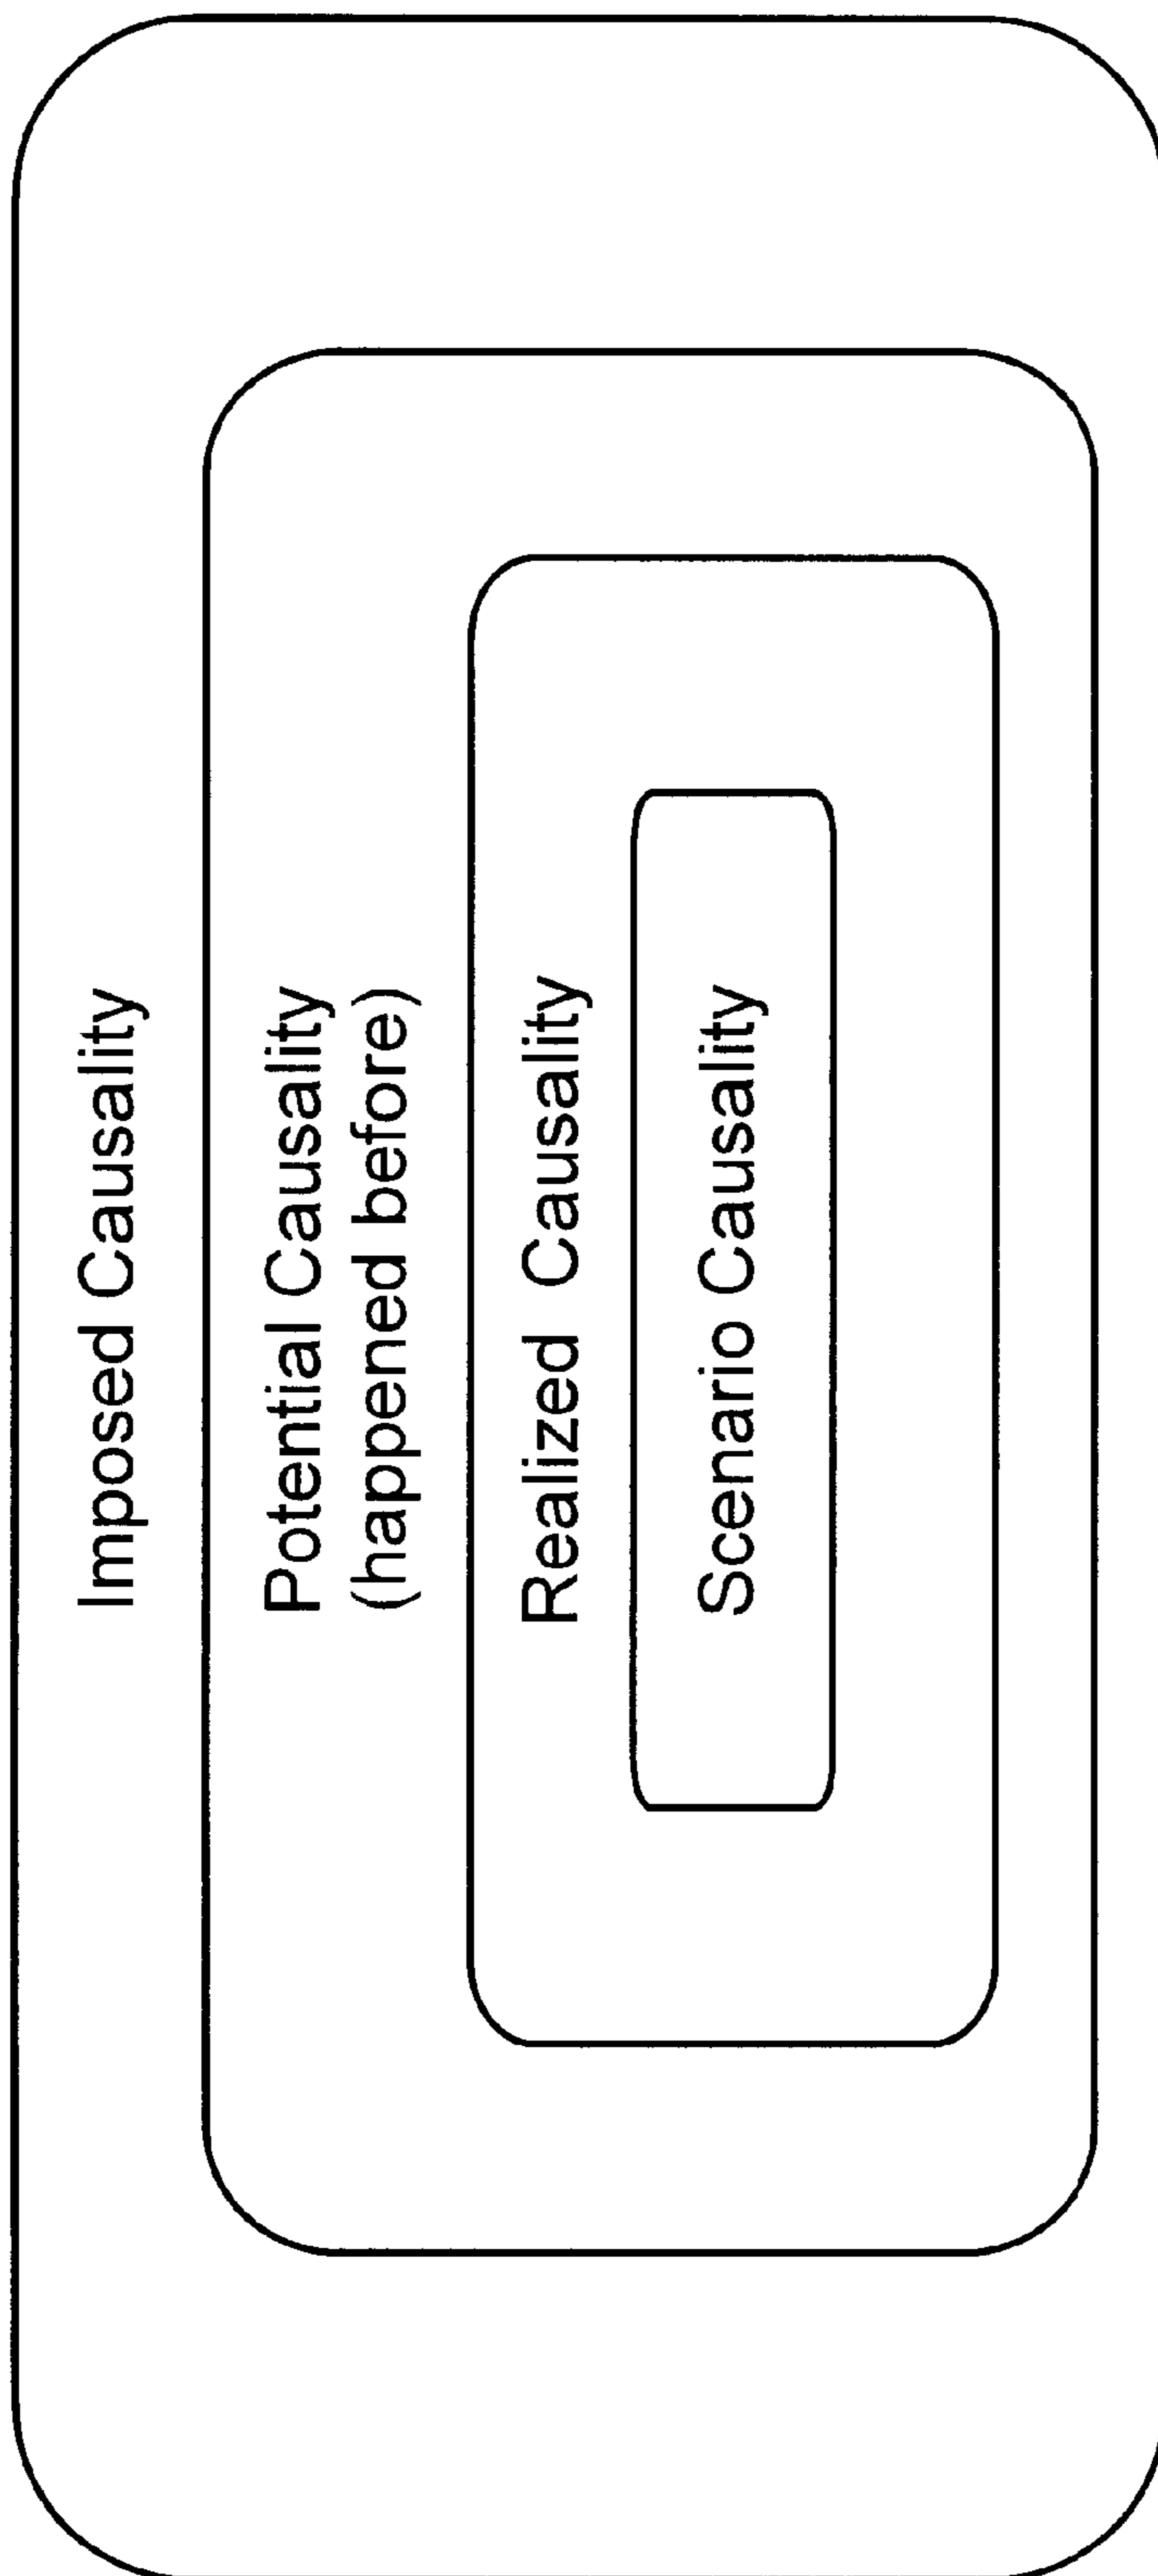 Imposed Causality
Potential Causality
(happened before)
Realized Causality
Scenario Causality